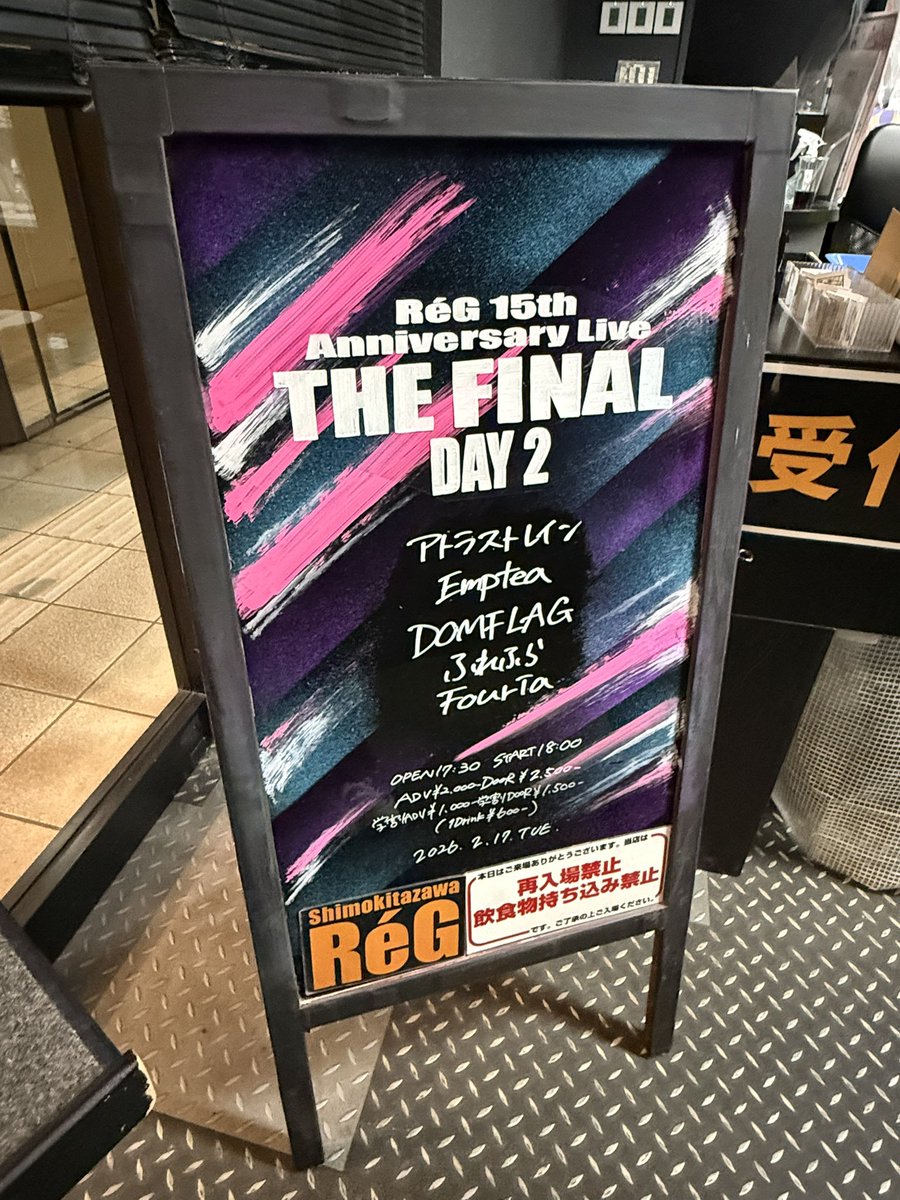 RéG 15th
Anniversary Live
THE FINAL
DAY 2
アトラストレイン
Emptea
DOMFLAG
ふれふら
FourTa
OPEN17:30 START18:00
ADV¥2.000-DooR¥2.500-
学割ADV¥1.000-学割DooR¥1.500-
(1Drink¥600-)
2026.2.17.TUE.
本日はご来場ありがとうございます。当店は
再入場禁止
飲食物持ち込み禁止
です。ご了承の上ご入場ください。
Shimokitazawa
RéG
受付